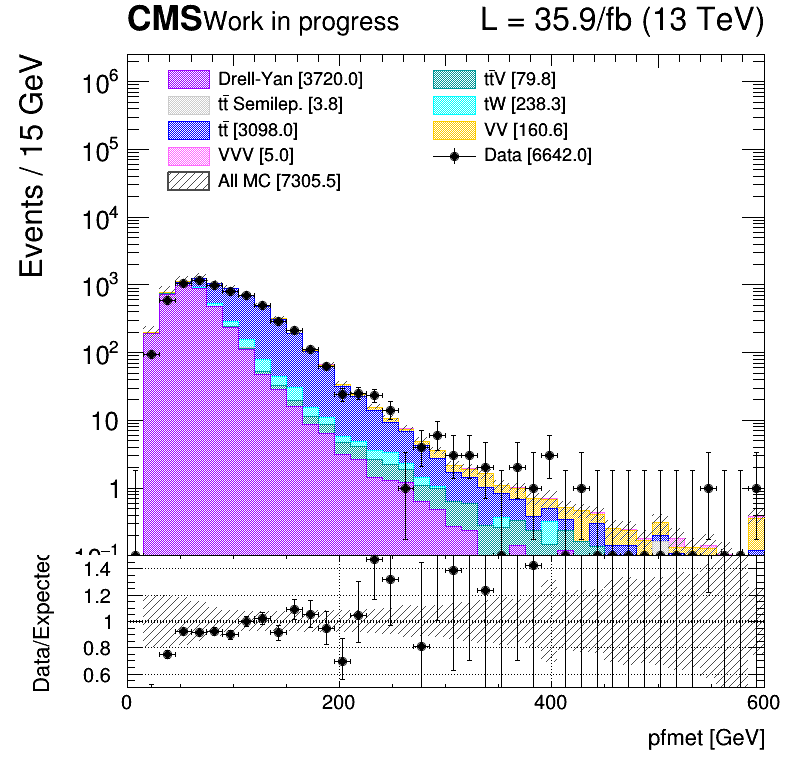 CMS Work in progress L = 35.9/fb (13 TeV)
Events / 15 GeV
Drell-Yan [3720.0]
tt̄ Semilep. [3.8]
tt̄ [3098.0]
VVV [5.0]
All MC [7305.5]
tt̄V [79.8]
tW [238.3]
VV [160.6]
Data [6642.0]
10⁶
10⁵
10⁴
10³
10²
10
1
10⁻¹
Data/Expected
1.4
1.2
1
0.8
0.6
0 200 400 600
pfmet [GeV]